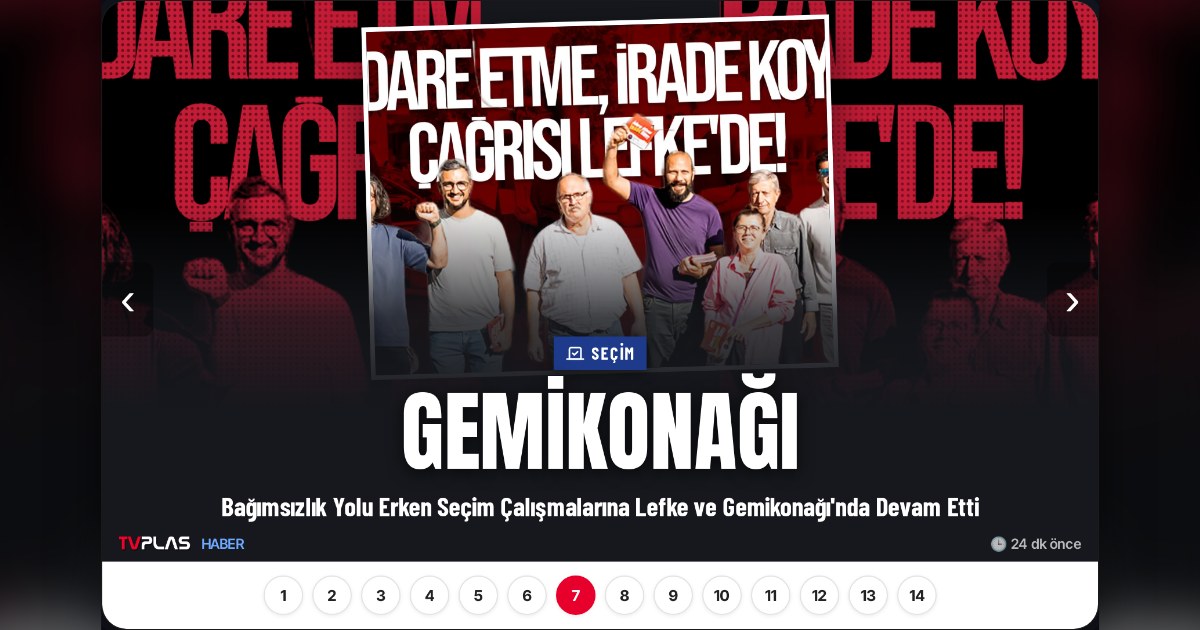 DARE ETME, İRADE KOY
ÇAĞRISI LEFKE'DE!
SEÇİM
GEMİKONAĞI
Bağımsızlık Yolu Erken Seçim Çalışmalarına Lefke ve Gemikonağı'nda Devam Etti
TVPLAS HABER
24 dk önce
1 2 3 4 5 6 7 8 9 10 11 12 13 14